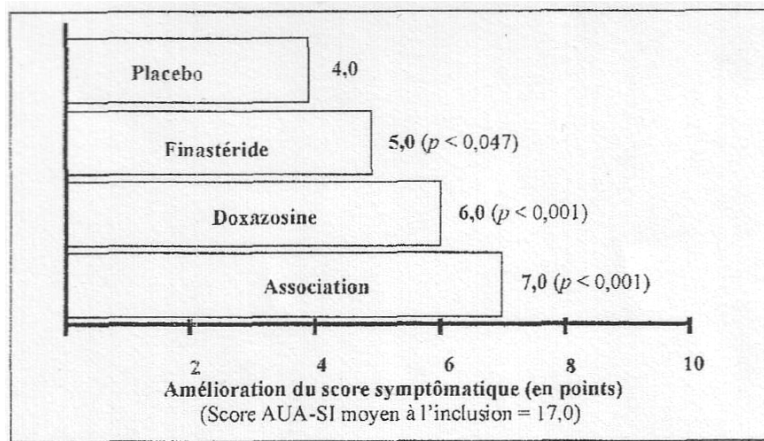 Placebo 4,0
Finastéride 5,0 (p < 0,047)
Doxazosine 6,0 (p < 0,001)
Association 7,0 (p < 0,001)
2 4 6 8 10
Amélioration du score symptômatique (en points)
(Score AUA-SI moyen à l'inclusion = 17,0)